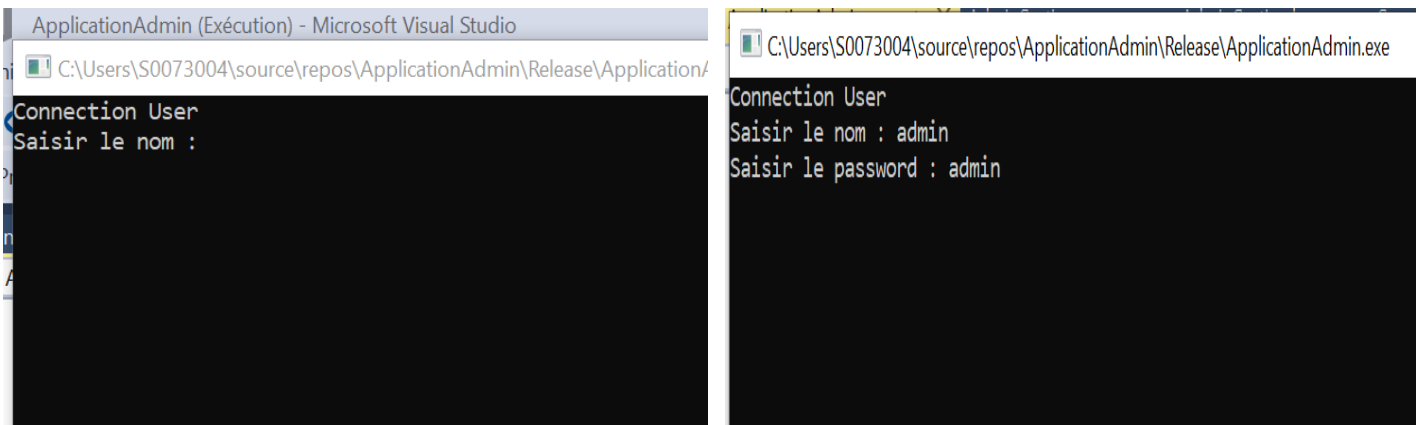 ApplicationAdmin (Exécution) - Microsoft Visual Studio
C:\Users\S0073004\source\repos\ApplicationAdmin\Release\Application
Connection User
Saisir le nom :
C:\Users\S0073004\source\repos\ApplicationAdmin\Release\ApplicationAdmin.exe
Connection User
Saisir le nom : admin
Saisir le password : admin